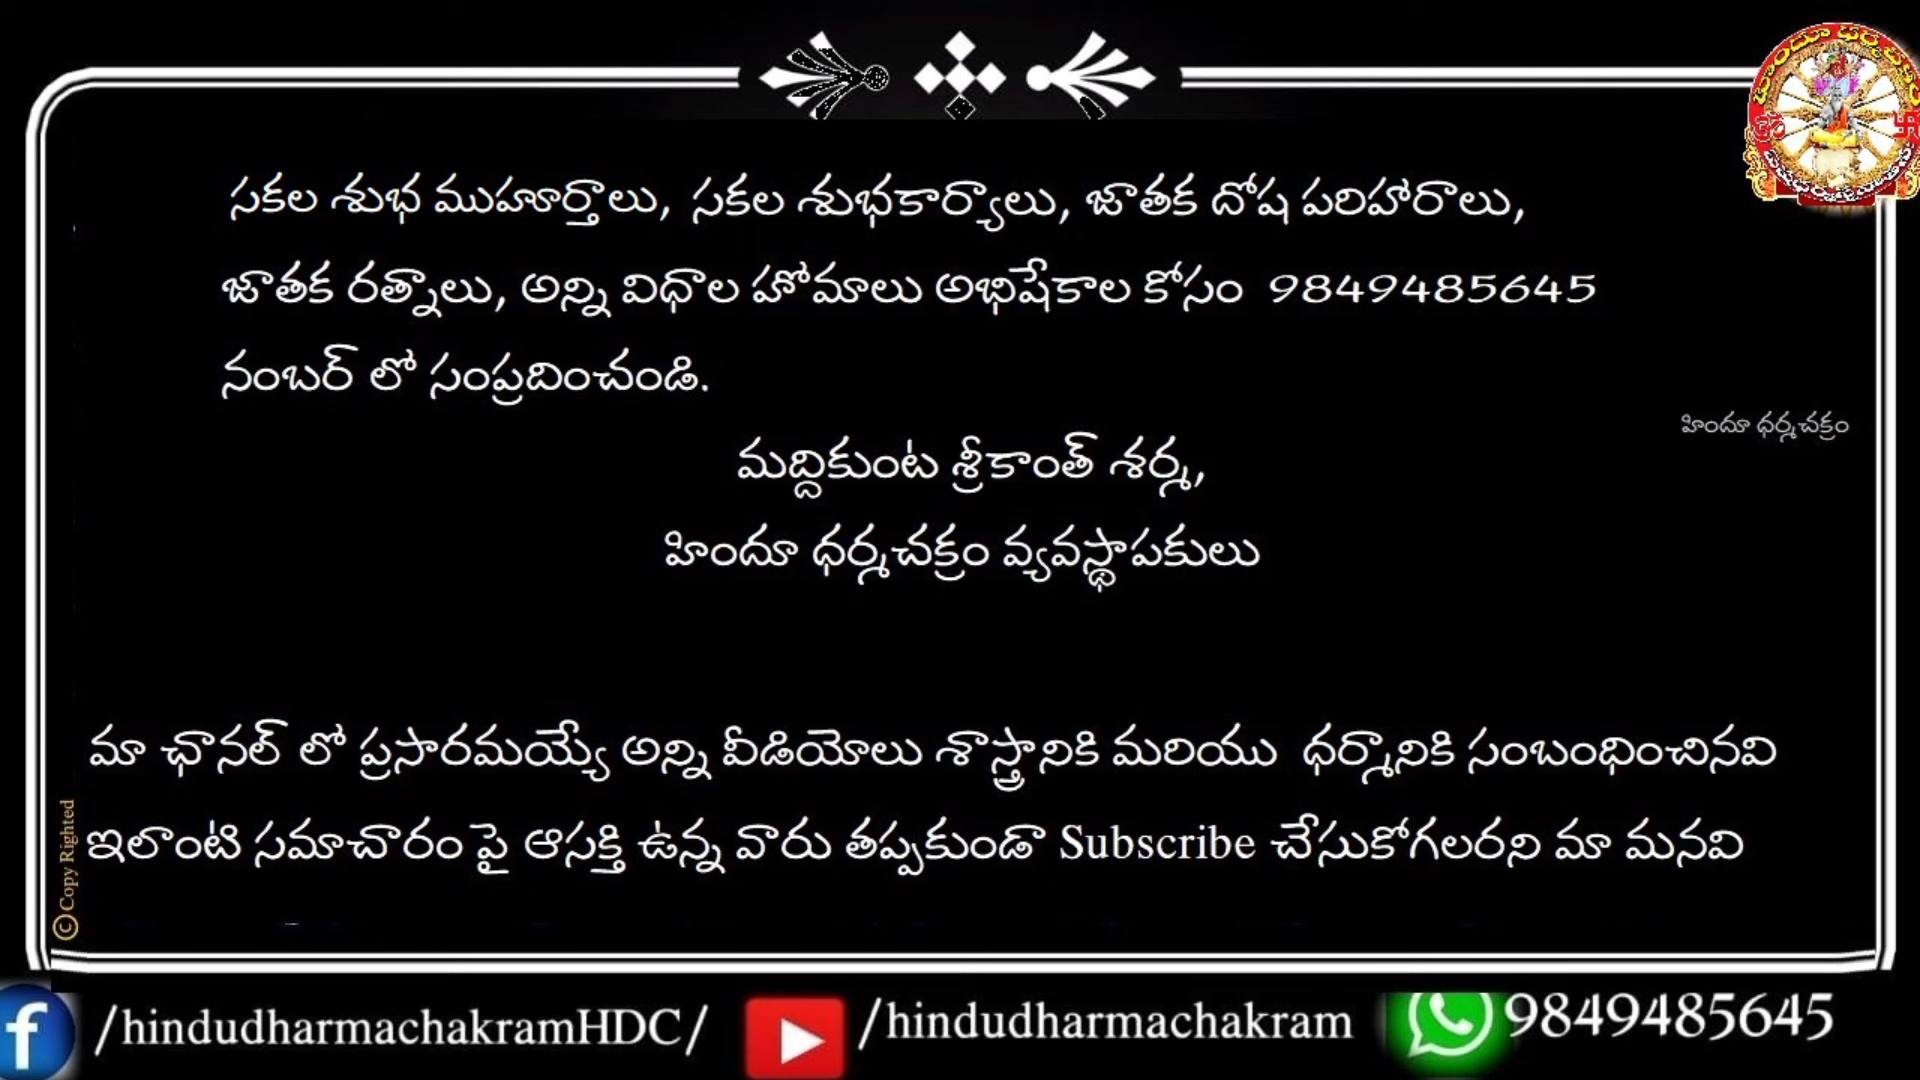 సకల శుభ ముహూర్తాలు, సకల శుభకార్యాలు, జాతక దోష పరిహారాలు,
జాతక రత్నాలు, అన్ని విధాల హోమాలు అభిషేకాల కోసం 9849485645
నంబర్ లో సంప్రదించండి.
హిందూ ధర్మచక్రం
మద్దికుంట శ్రీకాంత్ శర్మ,
హిందూ ధర్మచక్రం వ్యవస్థాపకులు
మా ఛానల్ లో ప్రసారమయ్యే అన్ని వీడియోలు శాస్త్రానికి మరియు ధర్మానికి సంబంధించినవి
ఇలాంటి సమాచారం పై ఆసక్తి ఉన్న వారు తప్పకుండా Subscribe చేసుకోగలరని మా మనవి
© Copy Righted
/hindudharmachakramHDC/ /hindudharmachakram 9849485645